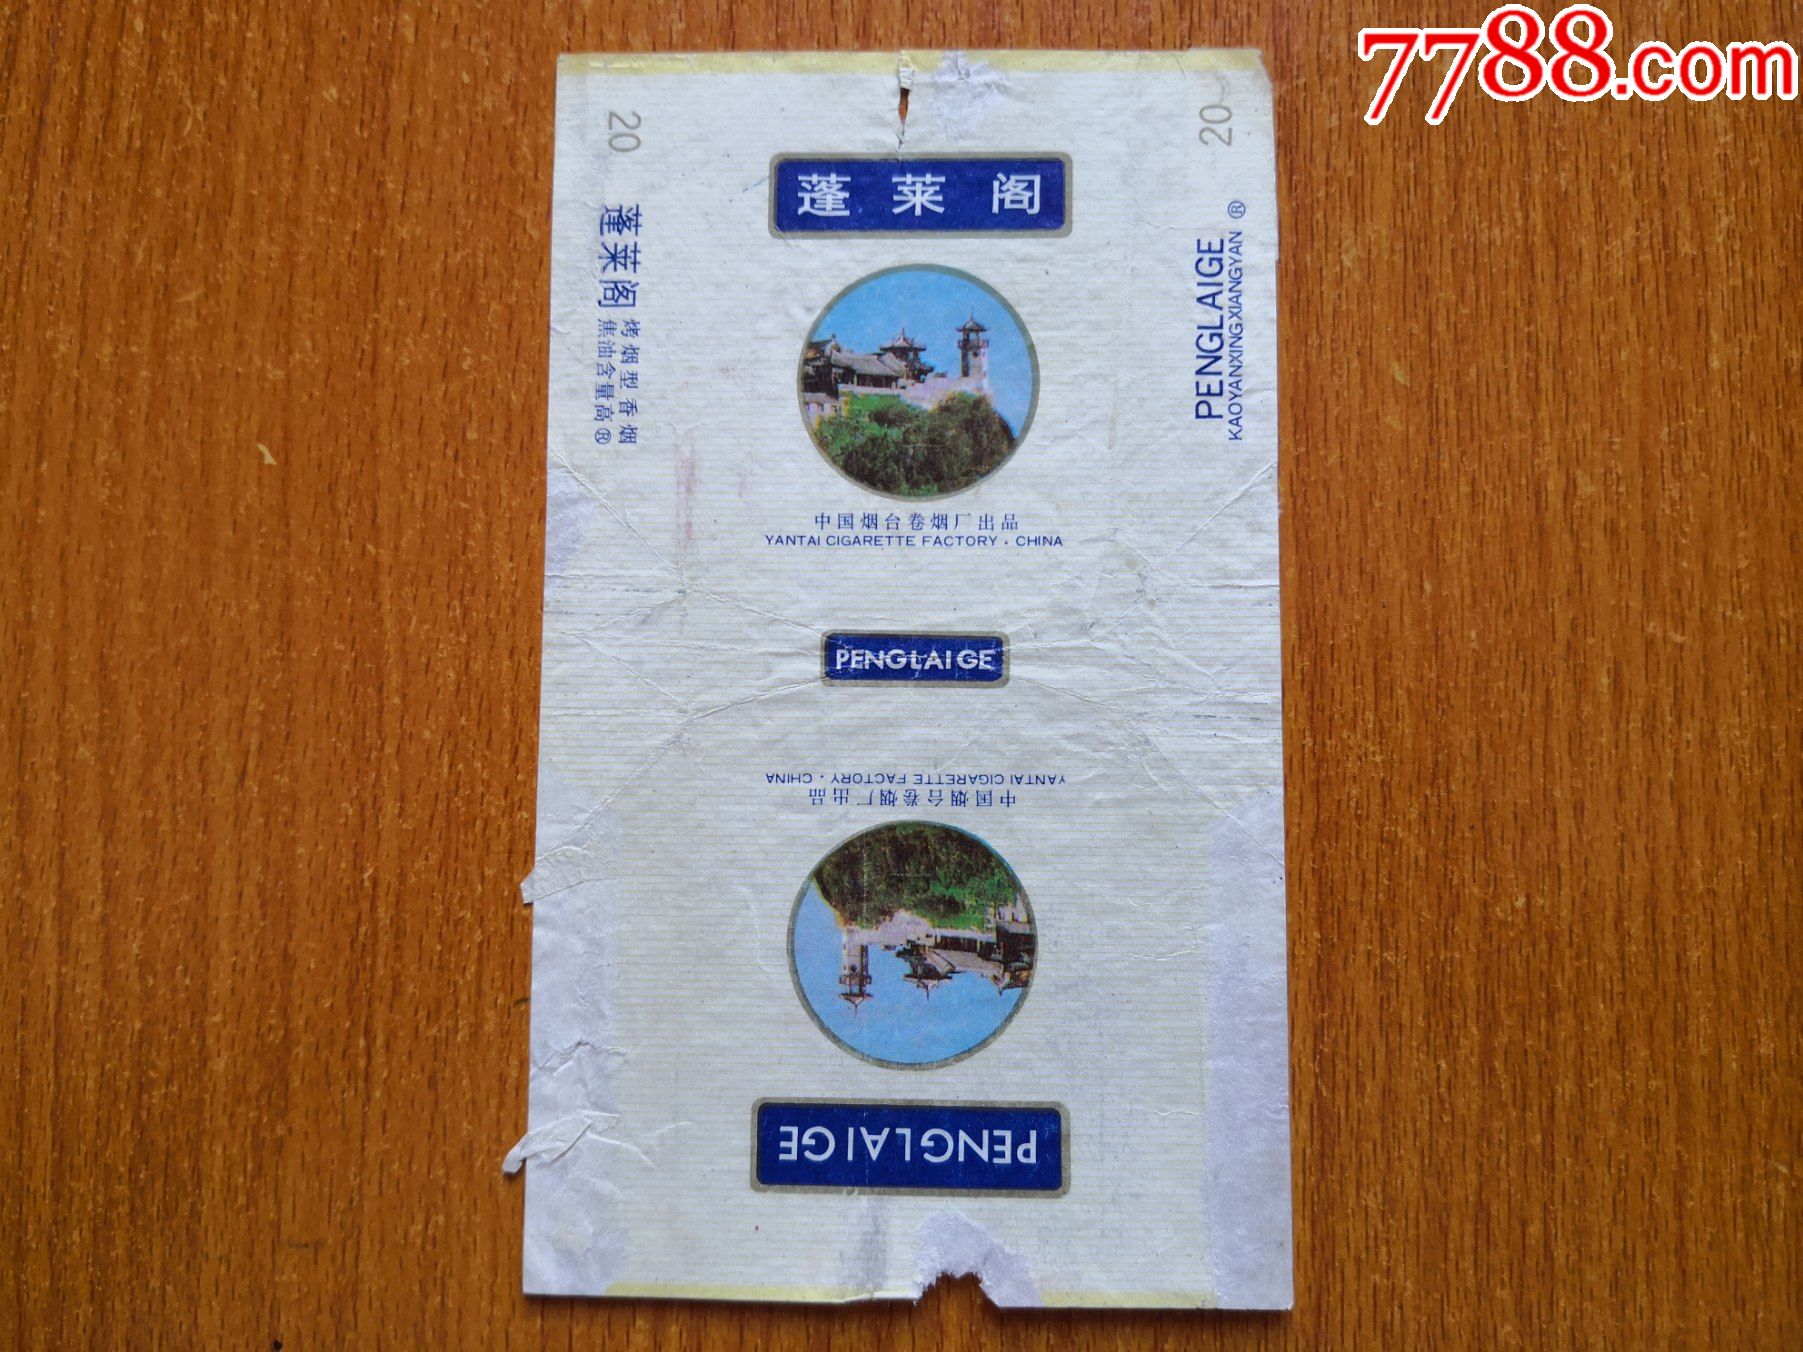 7788.com
20
蓬莱阁
烤烟型香烟
焦油含量高 ®
蓬莱阁
中国烟台卷烟厂出品
YANTAI CIGARETTE FACTORY · CHINA
20
PENGLAIGE
KAOYANXINGXIANGYAN ®
PENGLAIGE
YANTAI CIGARETTE FACTORY · CHINA
中国烟台卷烟厂出品
PENGLAIGE